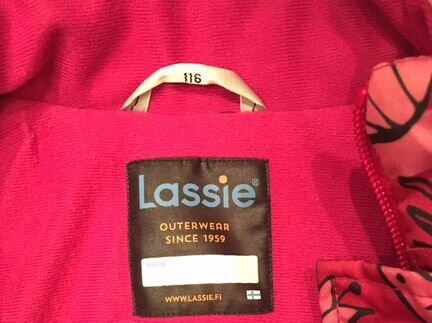 116
Lassie®
OUTERWEAR
SINCE 1959
WWW.LASSIE.FI